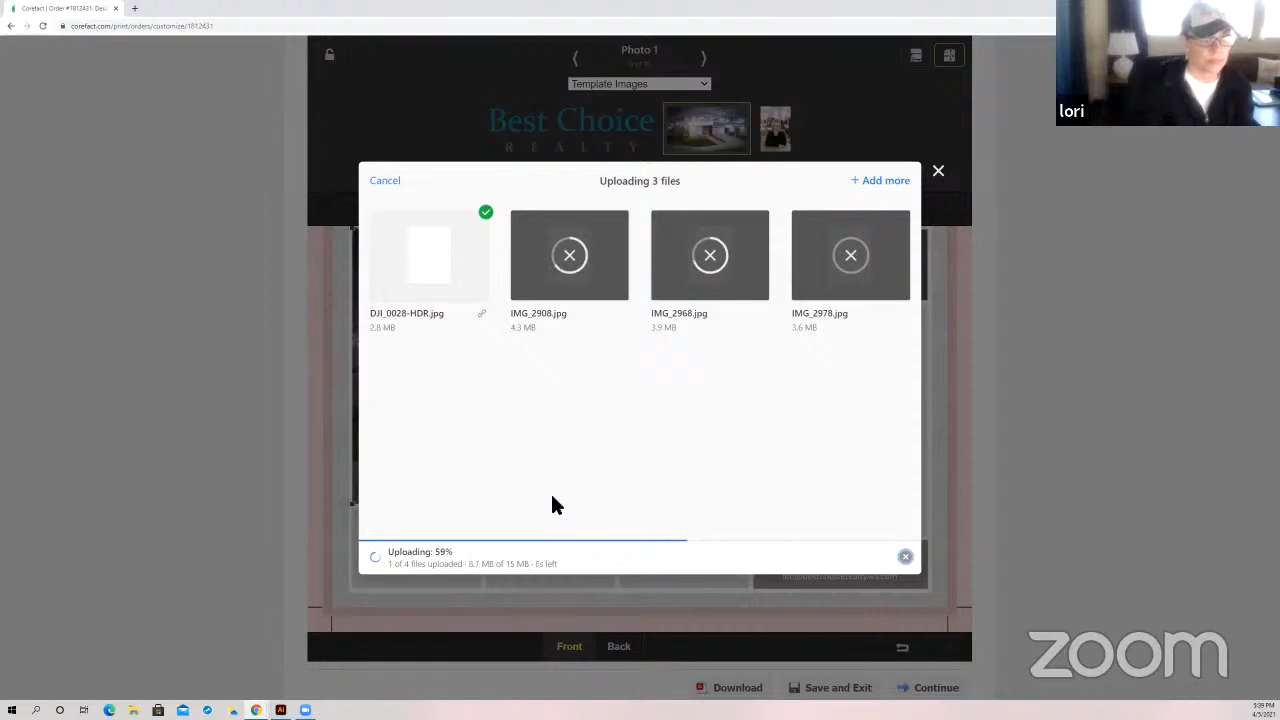 Corefact | Order #1812431: Des
corefact.com/print/orders/customize/1812431
Photo 1
Template Images
Best Choice
REALTY
lori
Cancel
Uploading 3 files
+ Add more
DJI_0028-HDR.jpg
2.8 MB
IMG_2908.jpg
4.3 MB
IMG_2968.jpg
3.9 MB
IMG_2978.jpg
3.6 MB
Uploading: 59%
1 of 4 files uploaded · 8.7 MB of 15 MB · 6s left
Front
Back
Download
Save and Exit
Continue
zoom
5:39 PM
4/5/2021